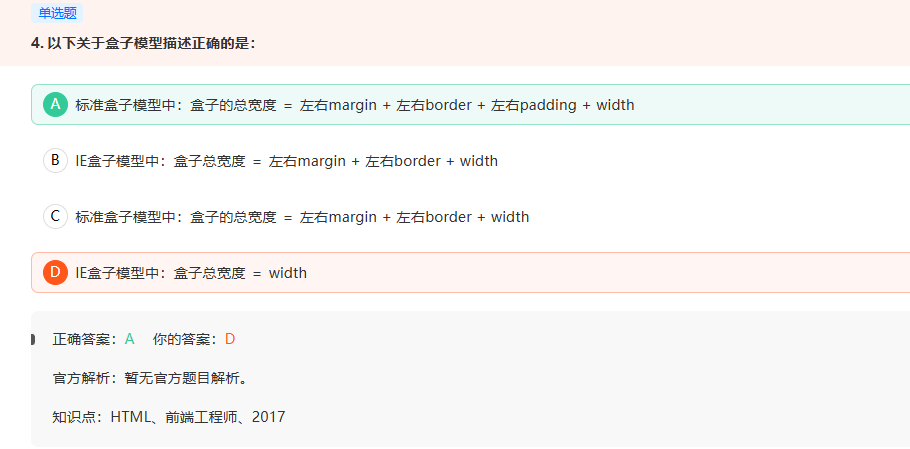 单选题
4. 以下关于盒子模型描述正确的是：
A 标准盒子模型中：盒子的总宽度 = 左右margin + 左右border + 左右padding + width
B IE盒子模型中：盒子总宽度 = 左右margin + 左右border + width
C 标准盒子模型中：盒子的总宽度 = 左右margin + 左右border + width
D IE盒子模型中：盒子总宽度 = width
正确答案：A 你的答案：D
官方解析：暂无官方题目解析。
知识点：HTML、前端工程师、2017